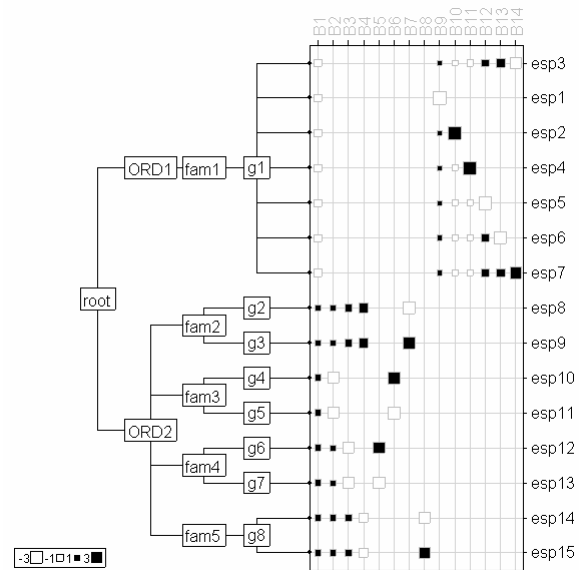 B1 B2 B3 B4 B5 B6 B7 B8 B9 B10 B11 B12 B13 B14
esp3
esp1
esp2
ORD1 fam1 g1 esp4
esp5
esp6
esp7
root
g2 esp8
fam2
g3 esp9
g4 esp10
fam3
g5 esp11
ORD2
g6 esp12
fam4
g7 esp13
esp14
fam5 g8
esp15
-3 -1 1 3